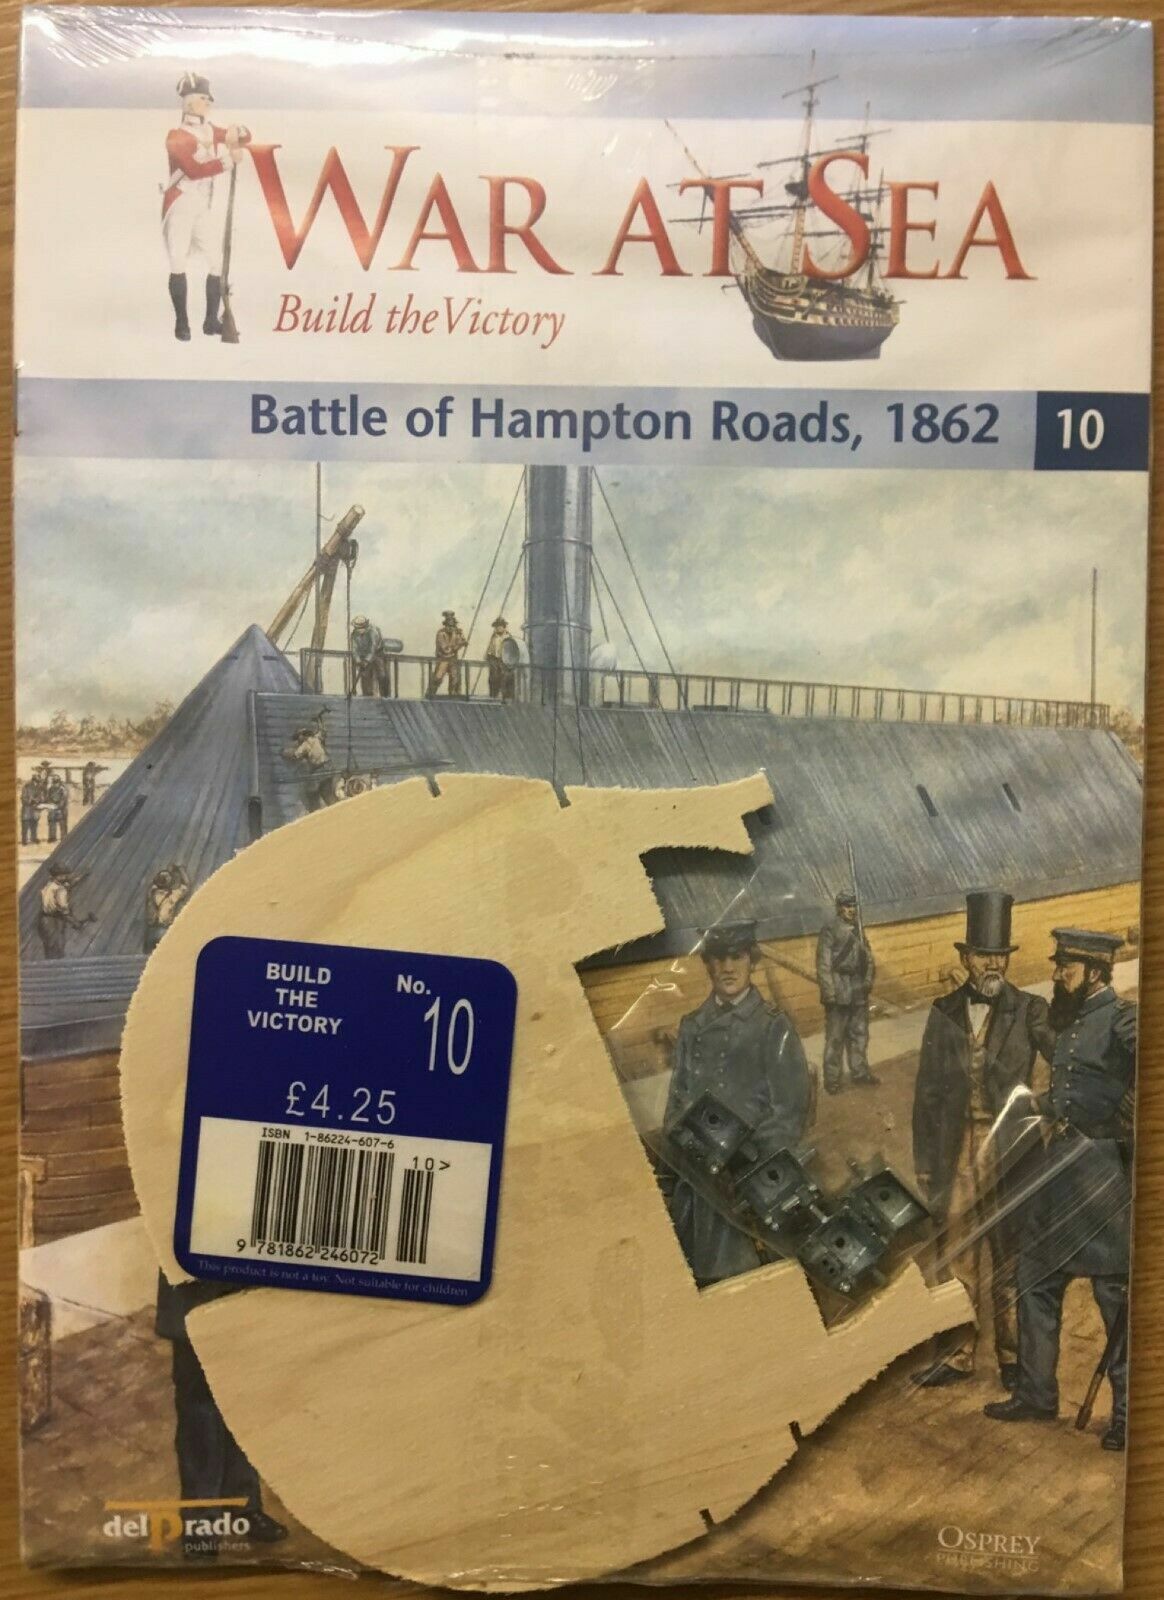 WAR AT SEA
Build the Victory
Battle of Hampton Roads, 1862 10
BUILD
THE
VICTORY
No.
10
£4.25
ISBN 1-86224-607-6
10>
9 781862 246072
This product is not a toy. Not suitable for children
delprado
publishers
OSPREY
PUBLISHING